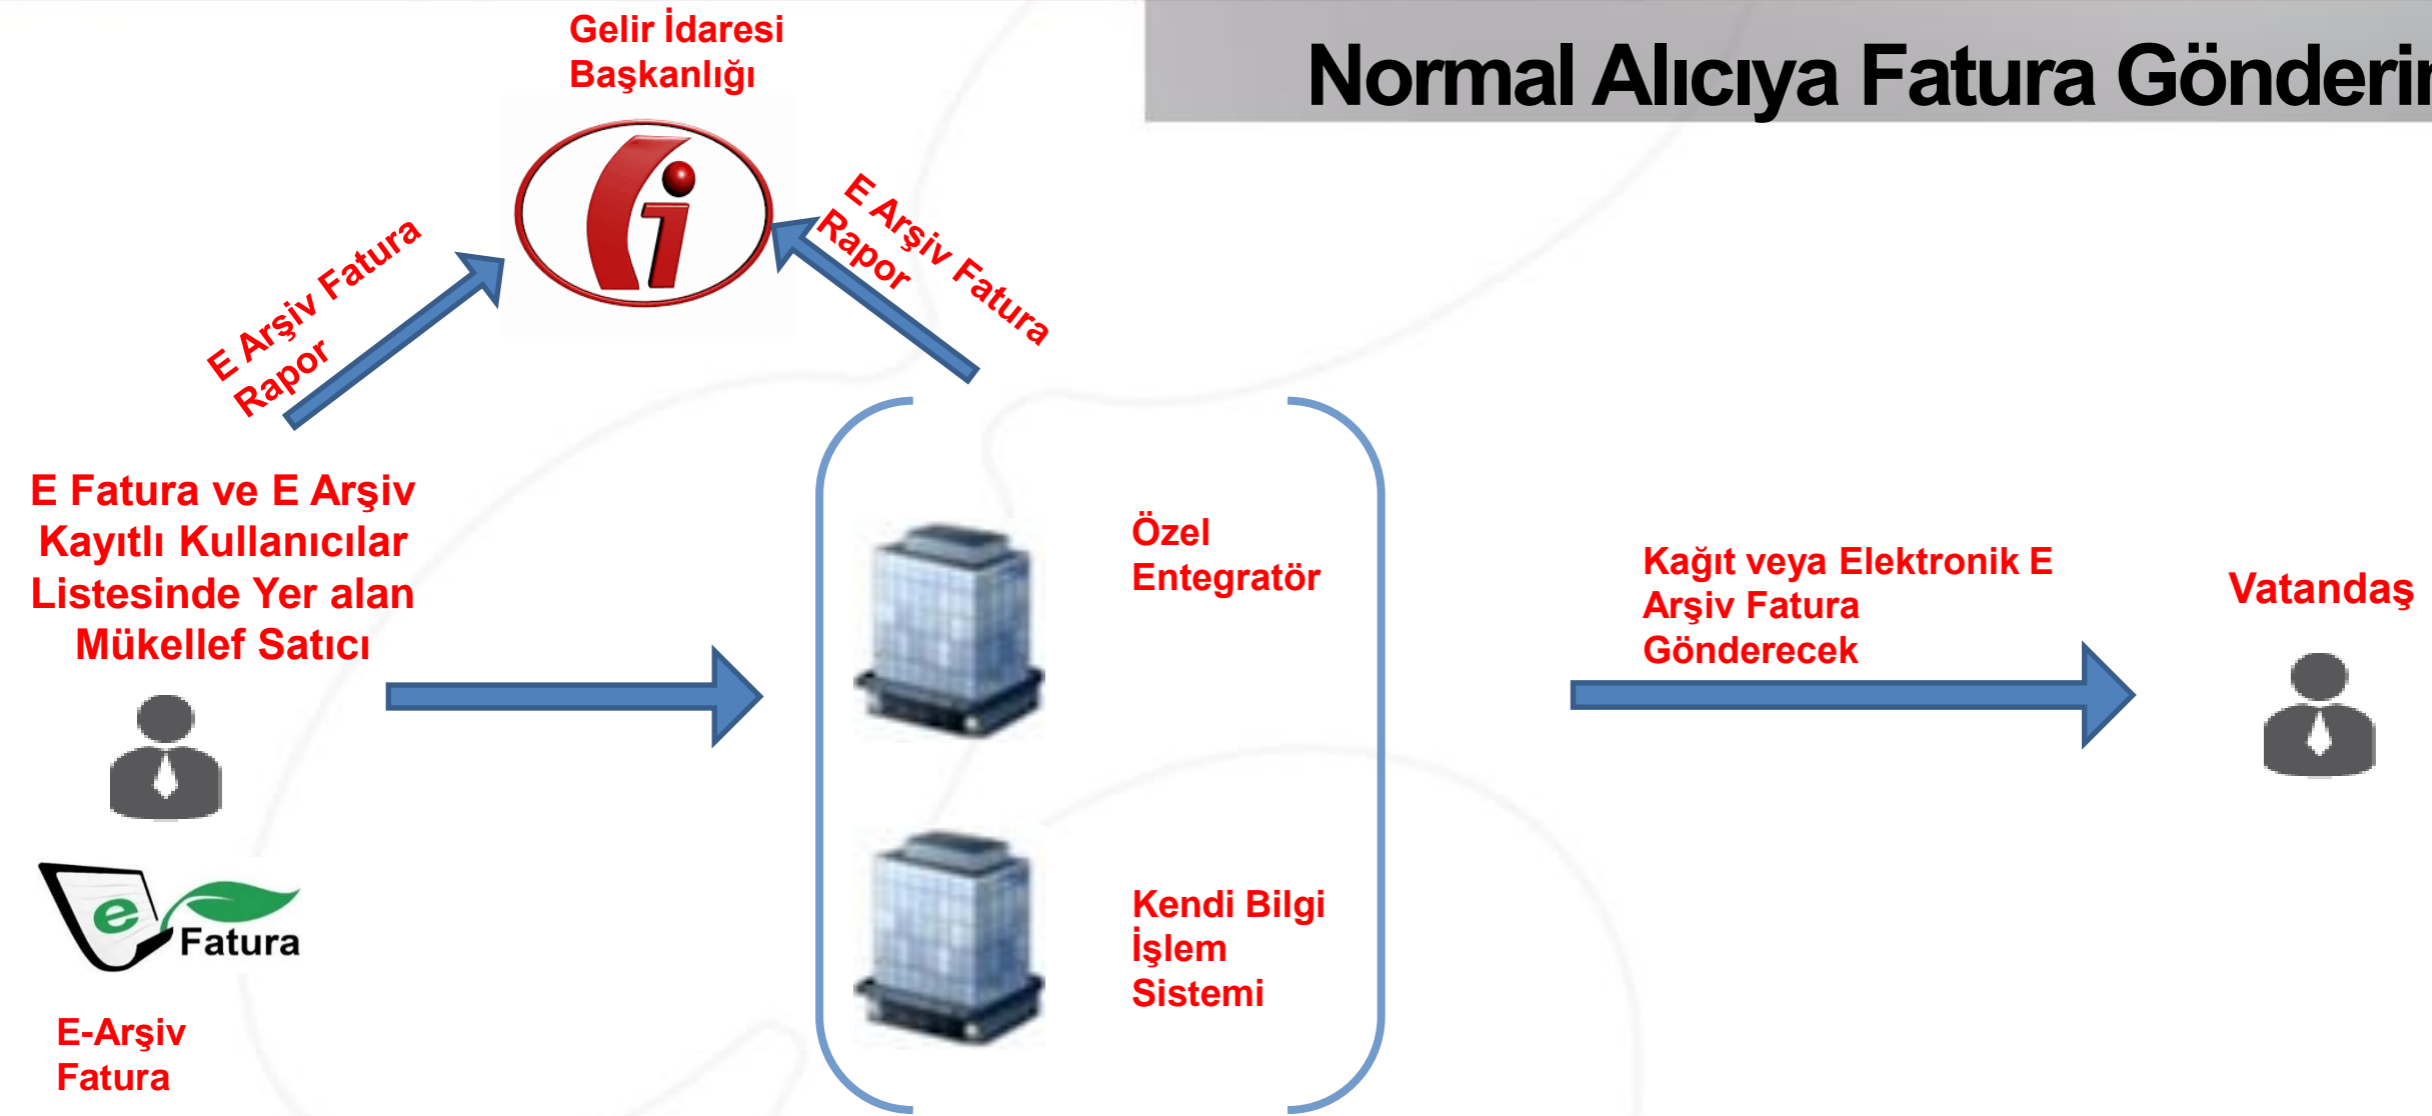 Gelir İdaresi
Başkanlığı
Normal Alıcıya Fatura
E Arşiv Fatura
Rapor
E Arşiv Fatura
Rapor
E Fatura ve E Arşiv
Kayıtlı Kullanıcılar
Listesinde Yer alan
Mükellef Satıcı
Özel
Entegratör
Kağıt veya Elektronik E
Arşiv Fatura
Gönderecek
Vatandaş
e
Fatura
Kendi Bilgi
İşlem
Sistemi
E-Arşiv
Fatura